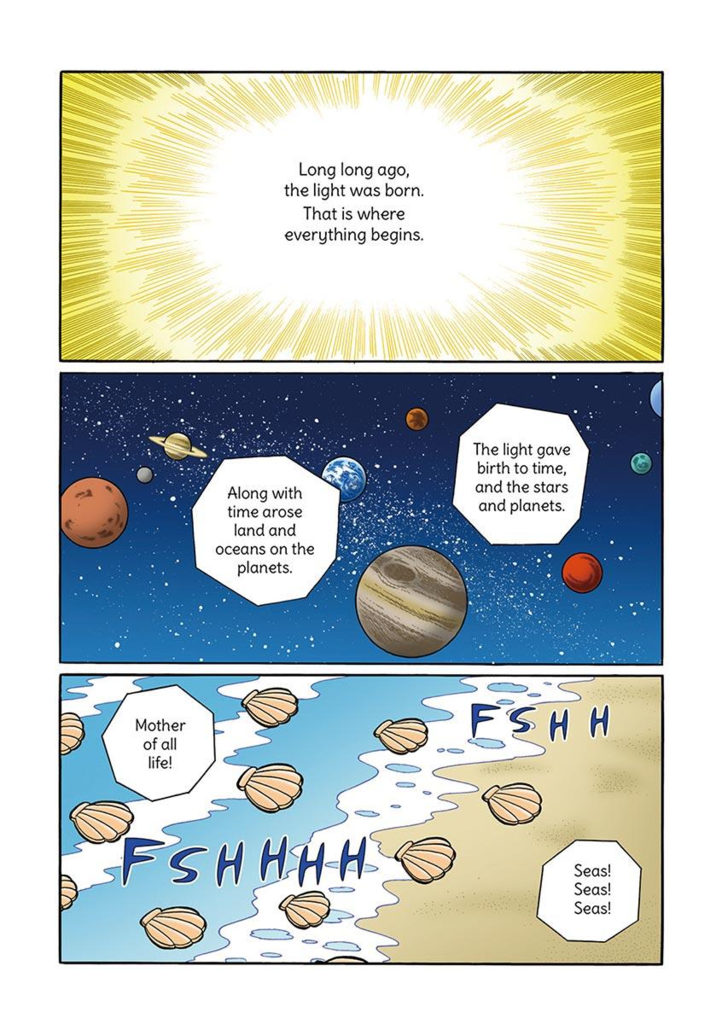 Long long ago,
the light was born.
That is where
everything begins.
The light gave
birth to time,
and the stars
and planets.
Along with
time arose
land and
oceans on the
planets.
Mother
of all
life!
FSHH
FSHHHH
Seas!
Seas!
Seas!